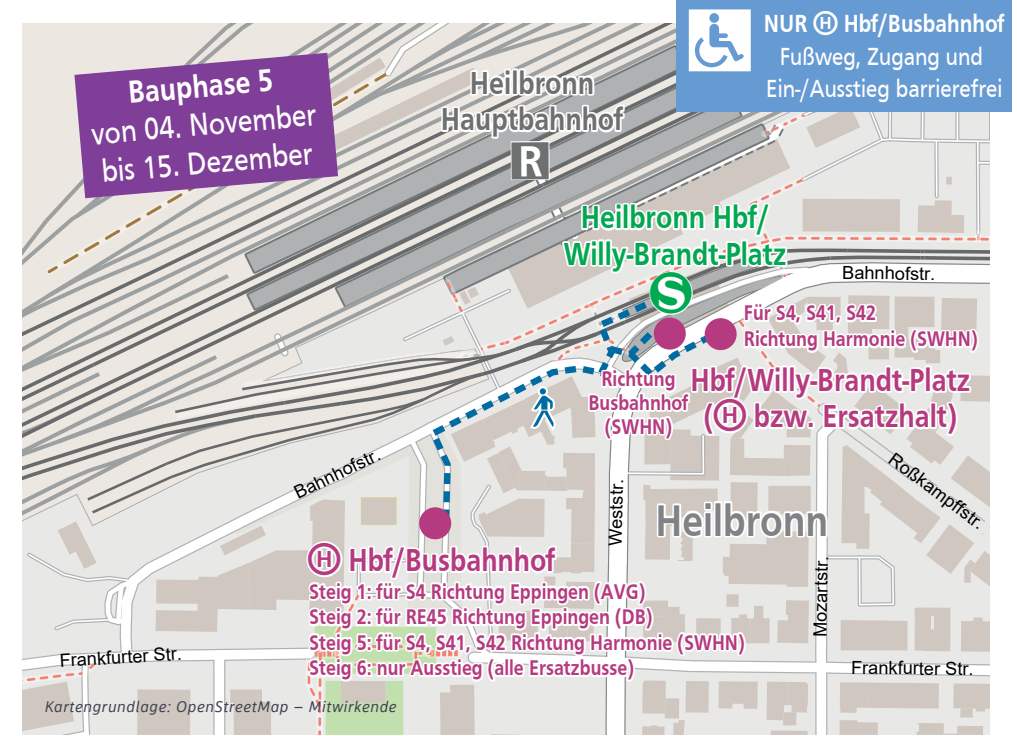 NUR Ⓗ Hbf/Busbahnhof
Fußweg, Zugang und
Ein-/Ausstieg barrierefrei
Bauphase 5
von 04. November
bis 15. Dezember
Heilbronn
Hauptbahnhof
R
Heilbronn Hbf/
Willy-Brandt-Platz
S
Bahnhofstr.
Für S4, S41, S42
Richtung Harmonie (SWHN)
Richtung
Busbahnhof
(SWHN)
Hbf/Willy-Brandt-Platz
(Ⓗ bzw. Ersatzhalt)
Bahnhofstr.
Roßkampffstr.
Weststr.
Heilbronn
Mozartstr.
Ⓗ Hbf/Busbahnhof
Steig 1: für S4 Richtung Eppingen (AVG)
Steig 2: für RE45 Richtung Eppingen (DB)
Steig 5: für S4, S41, S42 Richtung Harmonie (SWHN)
Steig 6: nur Ausstieg (alle Ersatzbusse)
Frankfurter Str.
Frankfurter Str.
Kartengrundlage: OpenStreetMap – Mitwirkende